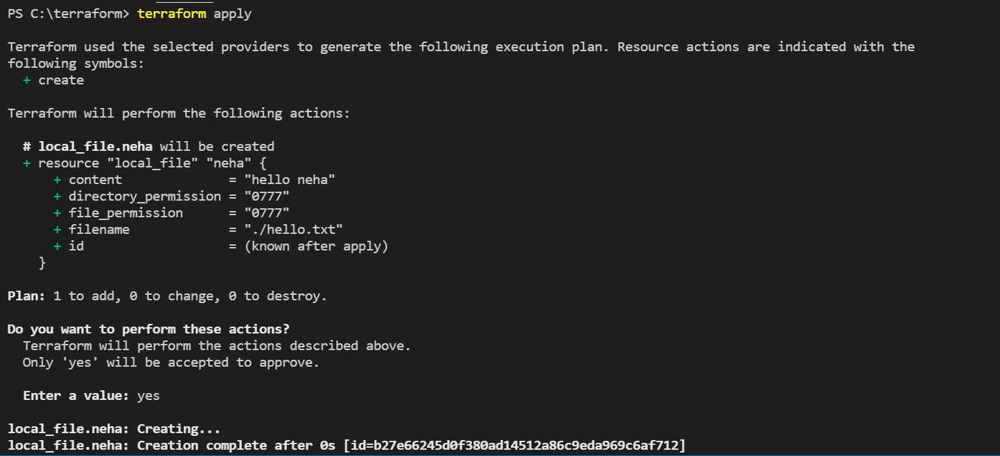 PS C:\terraform> terraform apply
Terraform used the selected providers to generate the following execution plan. Resource actions are indicated with the
following symbols:
  + create
Terraform will perform the following actions:
  # local_file.neha will be created
  + resource "local_file" "neha" {
      + content              = "hello neha"
      + directory_permission = "0777"
      + file_permission      = "0777"
      + filename             = "./hello.txt"
      + id                   = (known after apply)
    }
Plan: 1 to add, 0 to change, 0 to destroy.
Do you want to perform these actions?
  Terraform will perform the actions described above.
  Only 'yes' will be accepted to approve.
  Enter a value: yes
local_file.neha: Creating...
local_file.neha: Creation complete after 0s [id=b27e66245d0f380ad14512a86c9eda969c6af712]